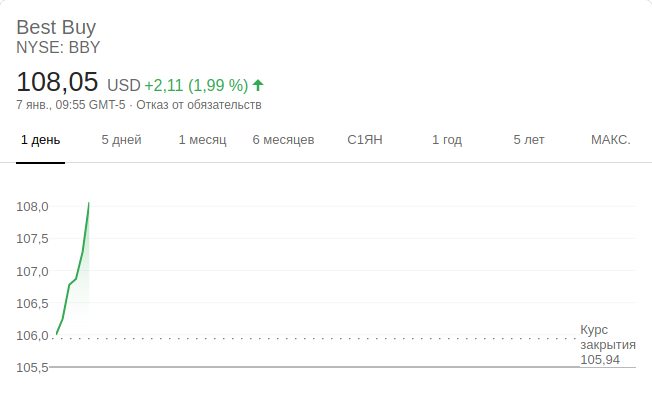 Best Buy
NYSE: BBY
108,05 USD +2,11 (1,99 %)
7 янв., 09:55 GMT-5 · Отказ от обязательств
1 день 5 дней 1 месяц 6 месяцев С1ЯН 1 год 5 лет МАКС.
108,0
107,5
107,0
106,5
106,0
105,5
Курс
закрытия
105,94